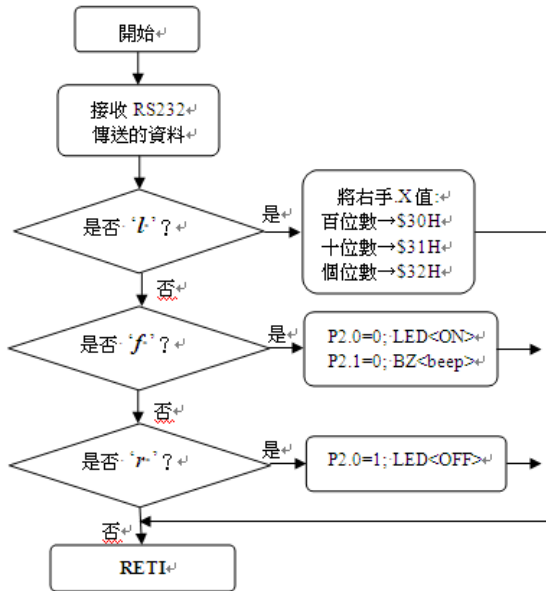 開始↵
接收 RS232↵
傳送的資料↵
是否 ‘l’？↵
是↵
將右手.X 值:↵
百位數→$30H↵
十位數→$31H↵
個位數→$32H↵
否↵
是否 ‘f’？↵
是↵
P2.0=0; LED<ON>↵
P2.1=0; BZ<beep>↵
否↵
是否 ‘r’？↵
是↵
P2.0=1; LED<OFF>↵
否↵
RETI↵